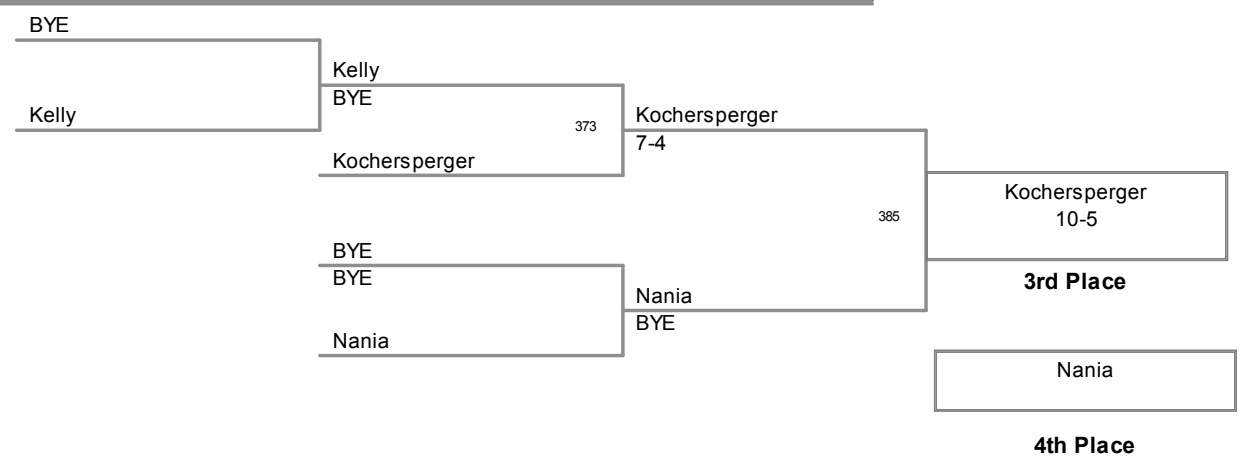 BYE
Kelly
BYE
Kelly
373
Kochersperger
7-4
Kochersperger
385
Kochersperger
10-5
BYE
BYE
3rd Place
Nania
BYE
Nania
Nania
4th Place